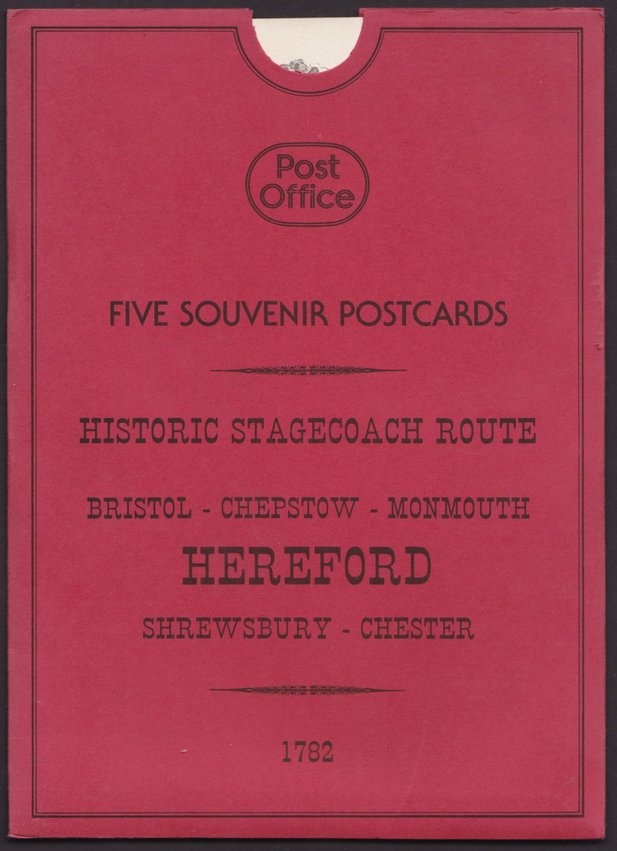 Post
Office
FIVE SOUVENIR POSTCARDS
HISTORIC STAGECOACH ROUTE
BRISTOL - CHEPSTOW - MONMOUTH
HEREFORD
SHREWSBURY - CHESTER
1782